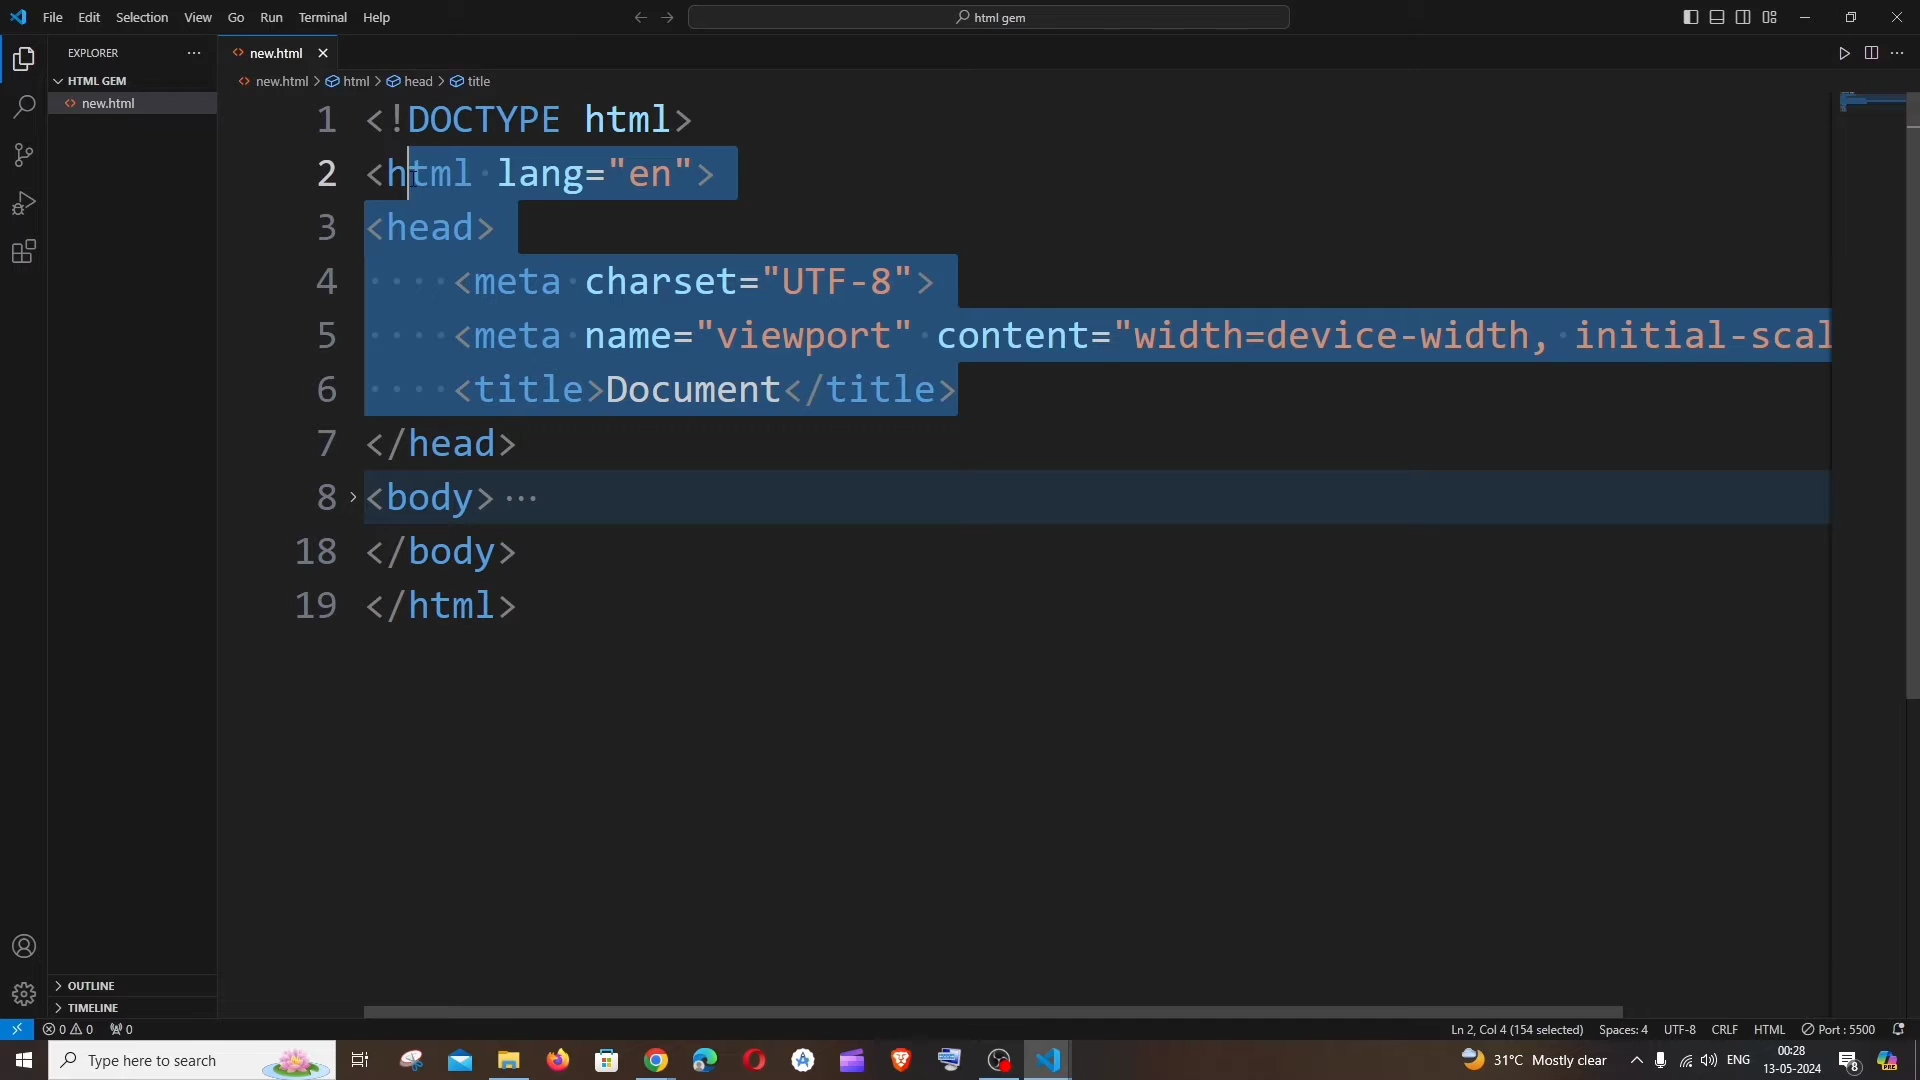 File Edit Selection View Go Run Terminal Help
html gem
EXPLORER
HTML GEM
new.html
OUTLINE
TIMELINE
new.html
new.html > html > head > title
1 <!DOCTYPE html>
2 <html lang="en">
3 <head>
4 <meta charset="UTF-8">
5 <meta name="viewport" content="width=device-width, initial-scal
6 <title>Document</title>
7 </head>
8 <body> ...
18 </body>
19 </html>
0 0 0
Ln 2, Col 4 (154 selected) Spaces: 4 UTF-8 CRLF HTML Port : 5500
Type here to search
31°C Mostly clear
ENG
00:28
13-05-2024
8
PRE